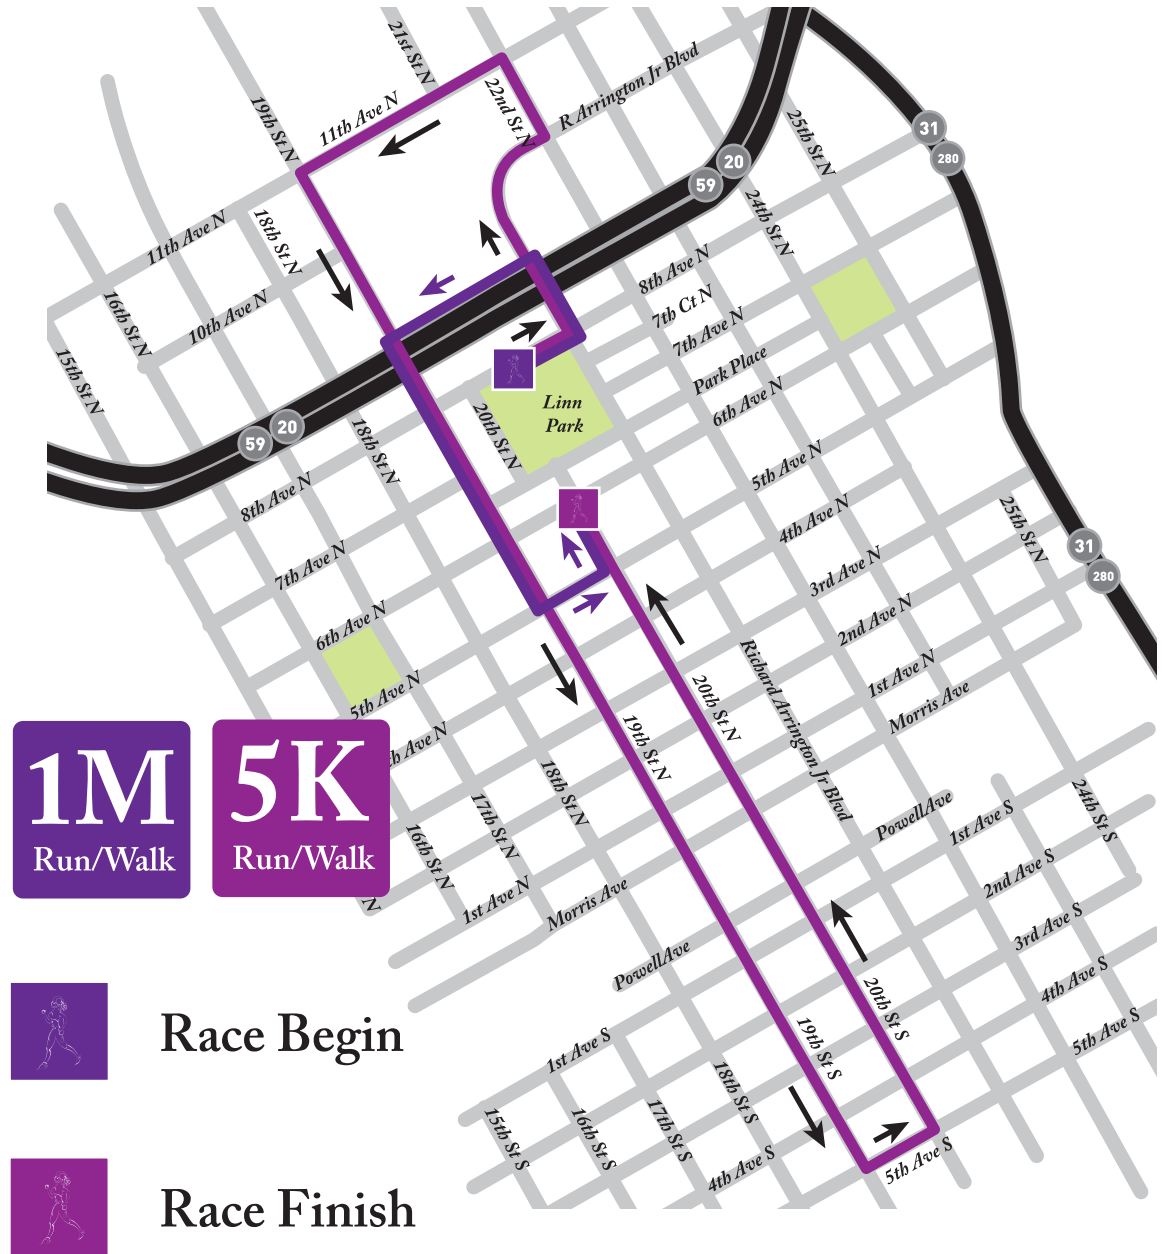 21st St N
22nd St N
R Arrington Jr Blvd
19th St N
11th Ave N
25th St N
31
280
20
59
24th St N
11th Ave N
18th St N
8th Ave N
7th Ct N
7th Ave N
Park Place
6th Ave N
16th St N
10th Ave N
15th St N
Linn
Park
20th St N
59
20
18th St N
8th Ave N
5th Ave N
4th Ave N
25th St N
31
280
7th Ave N
3rd Ave N
2nd Ave N
6th Ave N
1st Ave N
Morris Ave
5th Ave N
h Ave N
Richard Arrington Jr Blvd
20th St N
19th St N
1M
Run/Walk
5K
Run/Walk
18th St N
17th St N
16th St N
N
1st Ave N
Morris Ave
Powell Ave
Powell Ave
1st Ave S
24th St S
2nd Ave S
3rd Ave S
4th Ave S
5th Ave S
20th St S
19th St S
Race Begin
1st Ave S
18th St S
17th St S
16th St S
15th St S
4th Ave S
5th Ave S
Race Finish